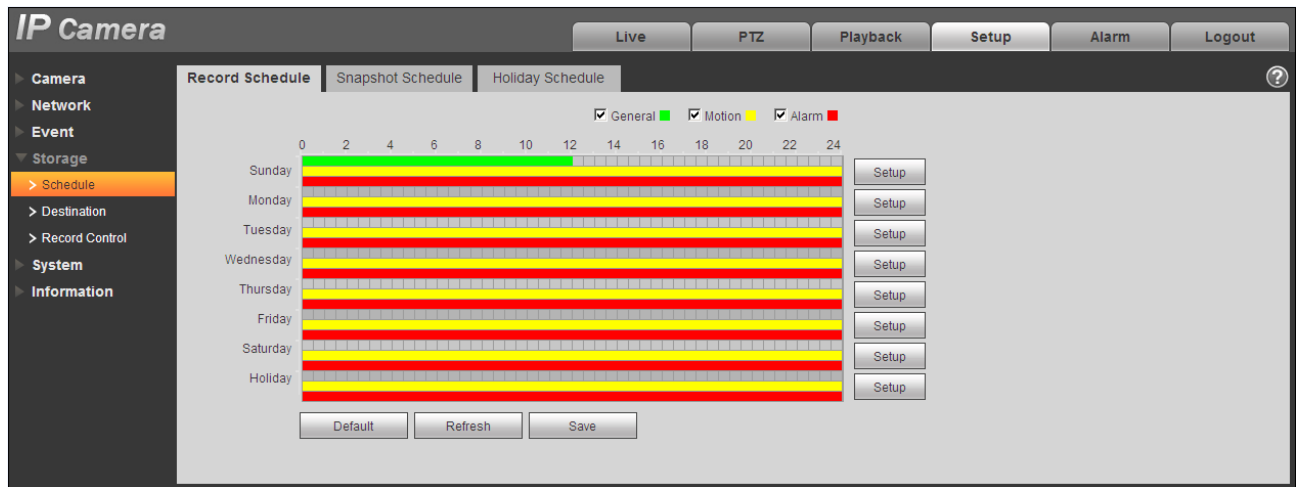 IP Camera
Live PTZ Playback Setup Alarm Logout
Camera
Network
Event
Storage
> Schedule
> Destination
> Record Control
System
Information
Record Schedule Snapshot Schedule Holiday Schedule ?
General Motion Alarm
0 2 4 6 8 10 12 14 16 18 20 22 24
Sunday Setup
Monday Setup
Tuesday Setup
Wednesday Setup
Thursday Setup
Friday Setup
Saturday Setup
Holiday Setup
Default Refresh Save